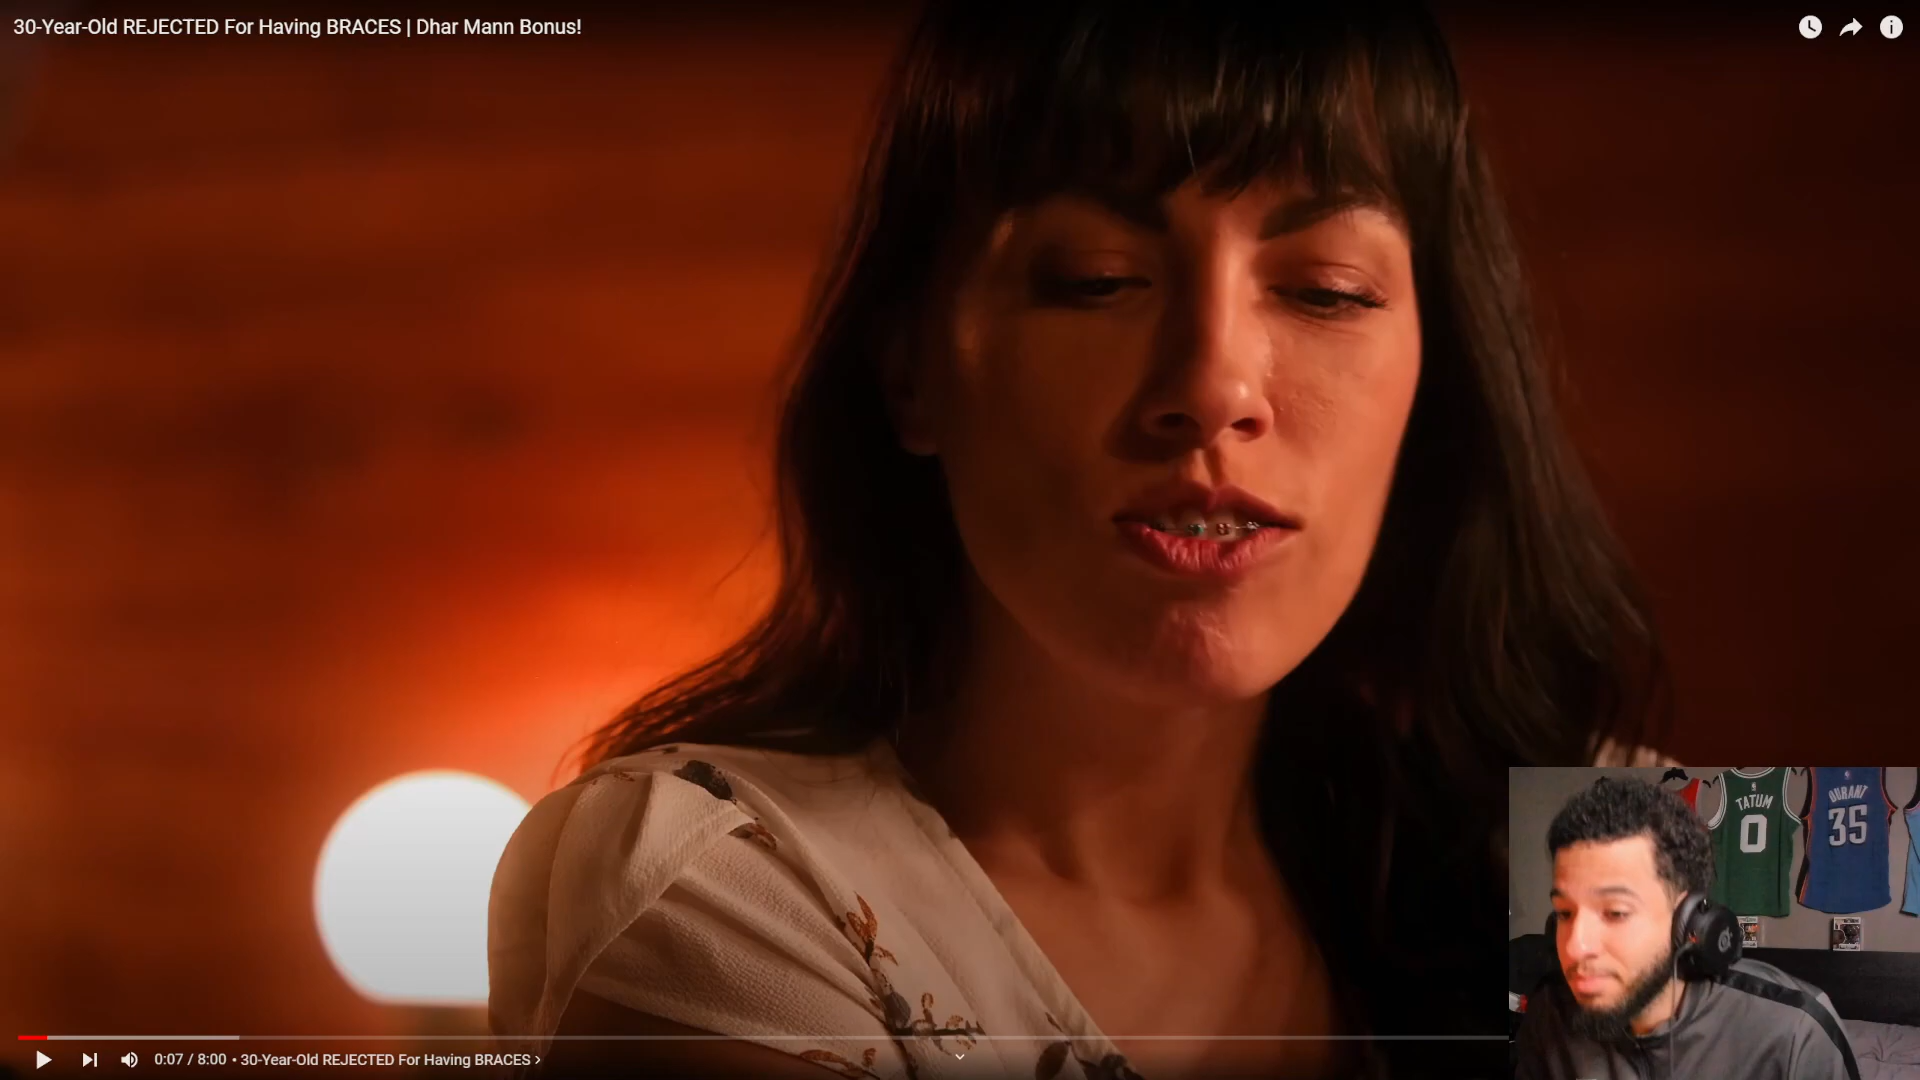 30-Year-Old REJECTED For Having BRACES | Dhar Mann Bonus!
TATUM
0
DURANT
35
0:07 / 8:00 • 30-Year-Old REJECTED For Having BRACES ›